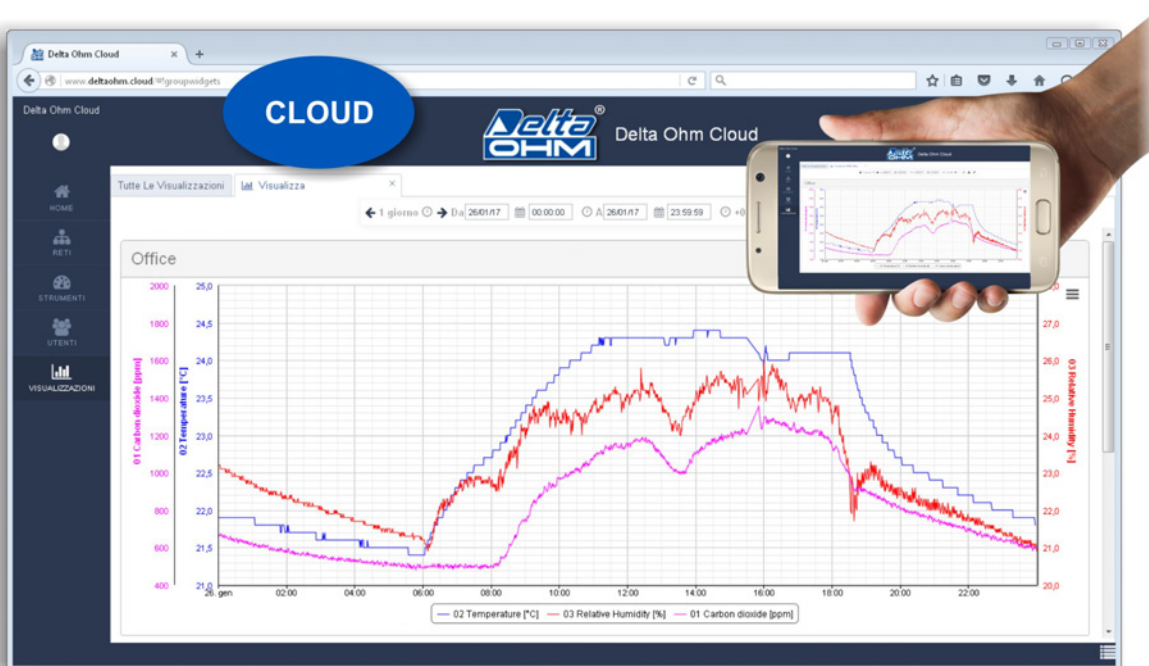 Delta Ohm Cloud
www.deltaohm.cloud/#!groupwidgets
Delta Ohm Cloud
CLOUD
Delta
OHM
®
Delta Ohm Cloud
Delta Ohm Cloud
HOME
RETI
STRUMENTI
UTENTI
VISUALIZZAZIONI
Tutte Le Visualizzazioni
Visualizza
1 giorno
Da 26/01/17 00:00:00
A 26/01/17 23:59:59
Office
Office
2000 25,0
1800 24,5 27,0
1600 24,0 26,0
1400 23,5 25,0
1200 23,0 24,0
1000 22,5 23,0
800 22,0 22,0
600 21,5 21,0
400 21,0 20,0
01 Carbon dioxide [ppm]
02 Temperature [°C]
03 Relative Humidity [%]
26. gen 02:00 04:00 06:00 08:00 10:00 12:00 14:00 16:00 18:00 20:00 22:00
02 Temperature [°C] 03 Relative Humidity [%] 01 Carbon dioxide [ppm]